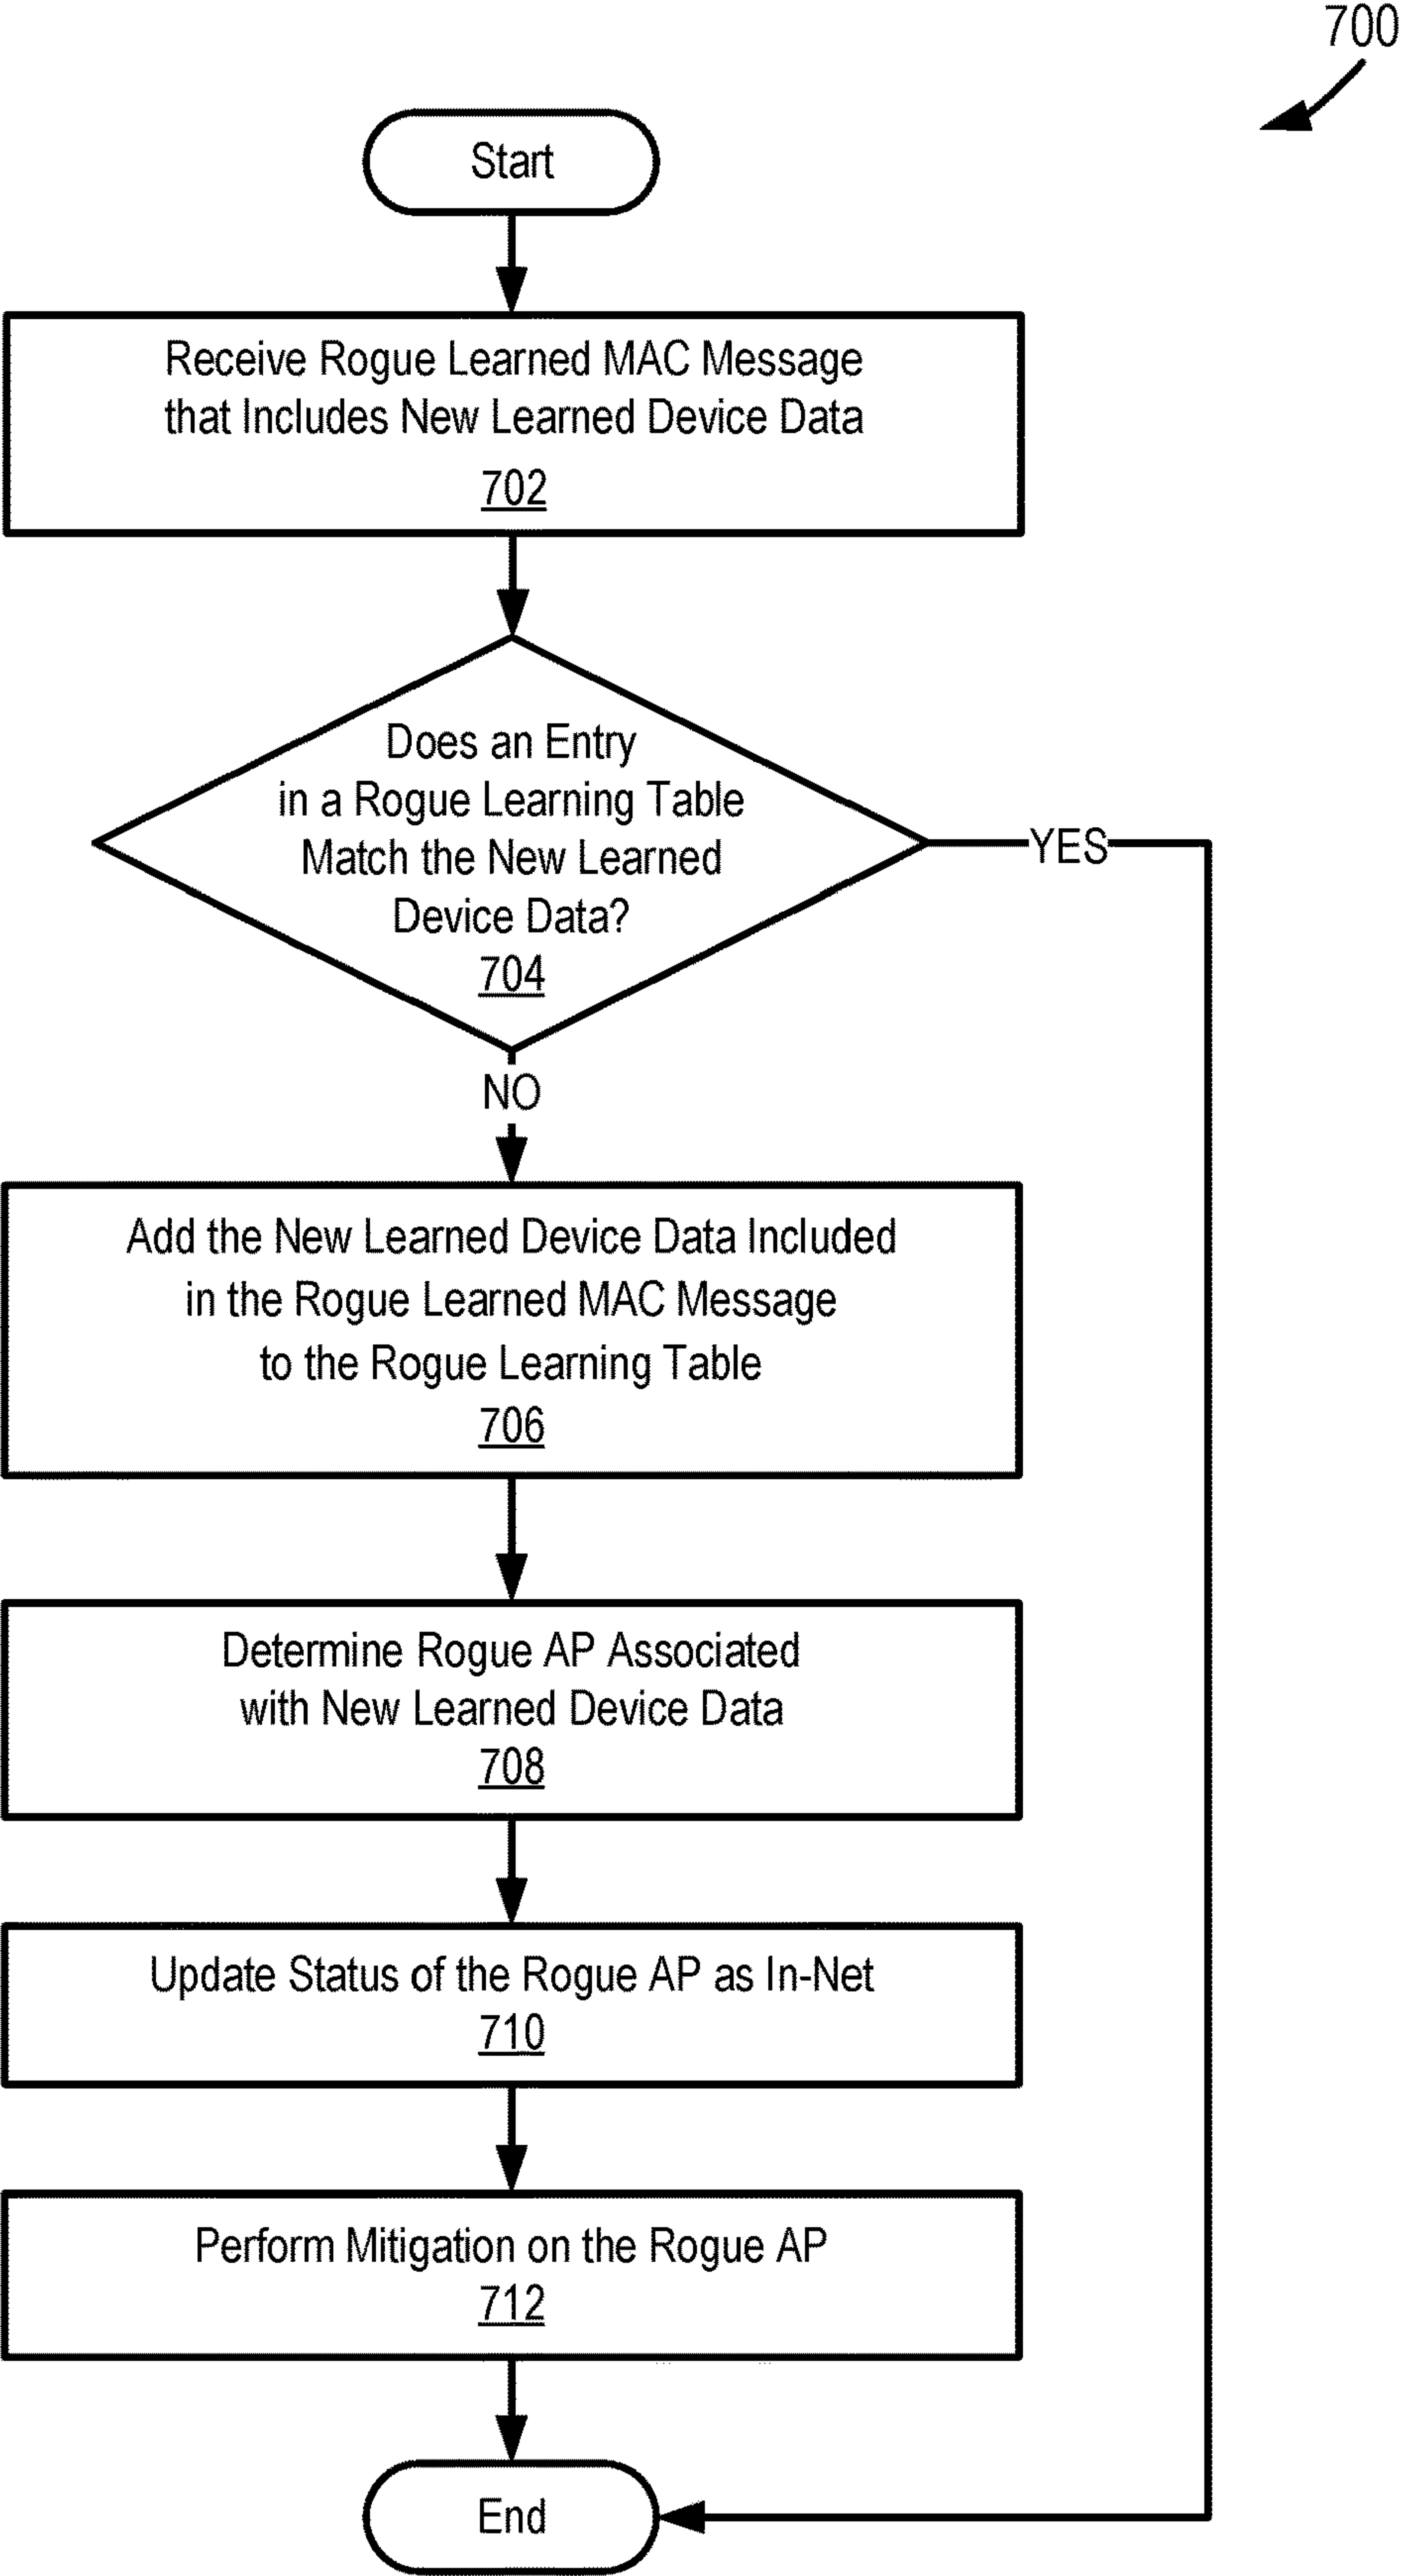 700
Start
Receive Rogue Learned MAC Message
that Includes New Learned Device Data
702
Does an Entry
in a Rogue Learning Table
Match the New Learned
Device Data?
704
YES
NO
Add the New Learned Device Data Included
in the Rogue Learned MAC Message
to the Rogue Learning Table
706
Determine Rogue AP Associated
with New Learned Device Data
708
Update Status of the Rogue AP as In-Net
710
Perform Mitigation on the Rogue AP
712
End